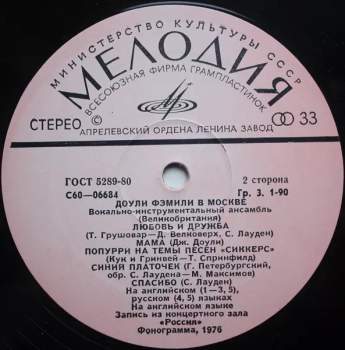 МИНИСТЕРСТВО КУЛЬТУРЫ СССР
МЕЛОДИЯ
ВСЕСОЮЗНАЯ ФИРМА ГРАМПЛАСТИНОК
СТЕРЕО
33
АПРЕЛЕВСКИЙ ОРДЕНА ЛЕНИНА ЗАВОД
ГОСТ 5289-80
2 сторона
С60—06684
Гр. 3. 1-90
ДОУЛИ ФЭМИЛИ В МОСКВЕ
Вокально-инструментальный ансамбль
(Великобритания)
ЛЮБОВЬ И ДРУЖБА
(Т. Грушовар—Д. Велковерх, С. Лауден)
МАМА (Дж. Доули)
ПОПУРРИ НА ТЕМЫ ПЕСЕН «СИККЕРС»
(Кук и Гринвей—Т. Спринфилд)
СИНИЙ ПЛАТОЧЕК (Г. Петербургский,
обр. С. Лаудена—М. Максимов)
СПАСИБО (С. Лауден)
На английском (1—3, 5),
русском (4, 5) языках
На английском языке
Запись из концертного зала
«Россия»
Фонограмма, 1976